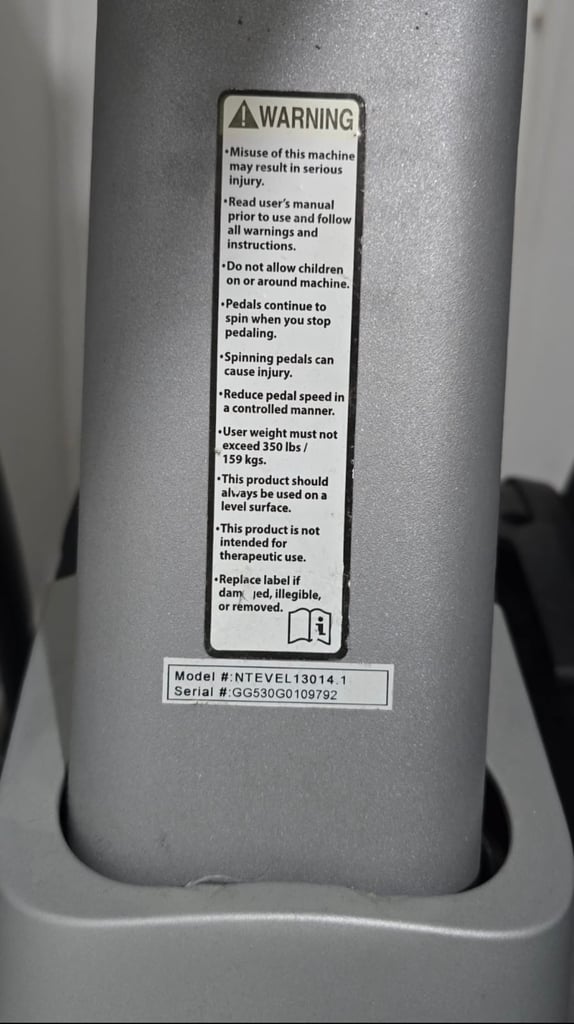 WARNING
•Misuse of this machine
may result in serious
injury.
•Read user's manual
prior to use and follow
all warnings and
instructions.
•Do not allow children
on or around machine.
•Pedals continue to
spin when you stop
pedaling.
•Spinning pedals can
cause injury.
•Reduce pedal speed in
a controlled manner.
•User weight must not
exceed 350 lbs /
159 kgs.
•This product should
always be used on a
level surface.
•This product is not
intended for
therapeutic use.
•Replace label if
illegible,
or removed.
Model #:NTEVEL13014.1
Serial #:GG530G0109792